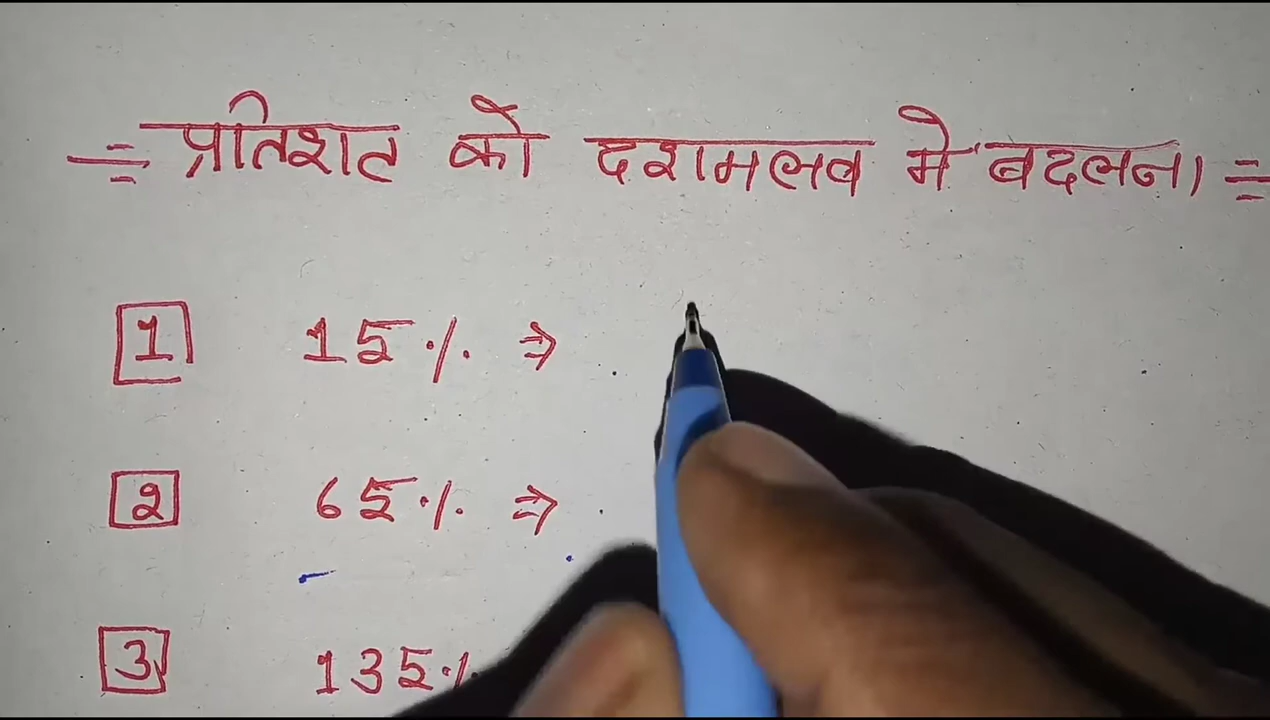 = प्रतिशत को दशमलव में बदलना =
1 15% ⇒
2 65% ⇒
3 135%